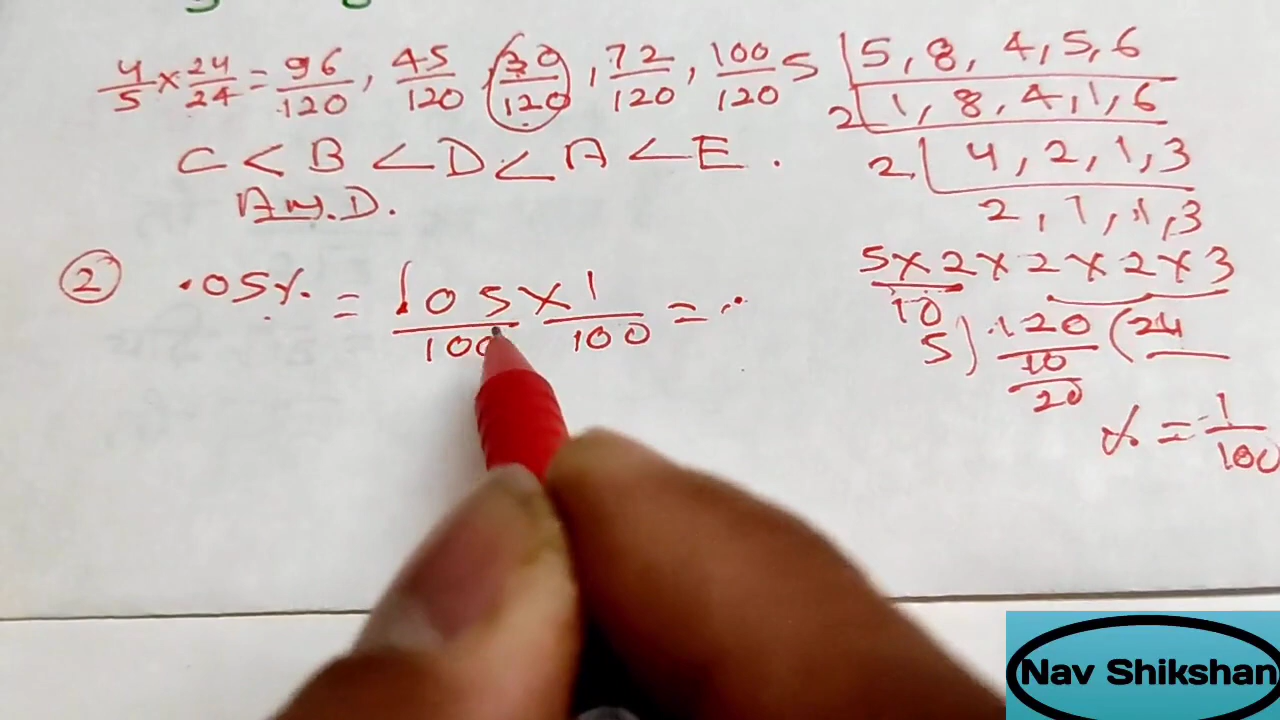 4/5 × 24/24 = 96/120, 45/120, 30/120, 72/120, 100/120
C < B < D < A < E.
Ans. D.
5 | 5, 8, 4, 5, 6
2 | 1, 8, 4, 1, 6
2 | 4, 2, 1, 3
2, 1, 1, 3
5 × 2 × 2 × 2 × 3
10
5) 120 (24
10
20
% = 1/100
② .05% = 105/100 × 1/100 = .
Nav Shikshan